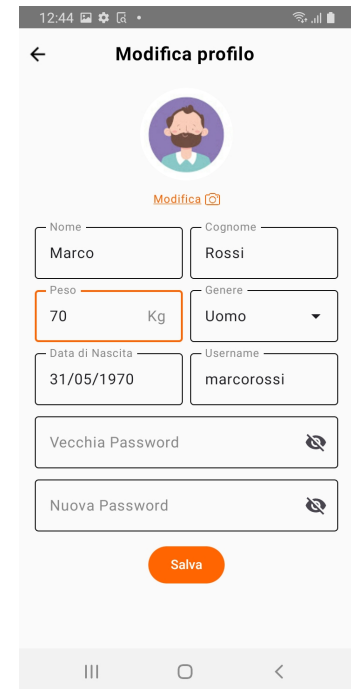 12:44
Modifica profilo
Modifica
Nome
Cognome
Marco
Rossi
Peso
Genere
70 Kg
Uomo
Data di Nascita
Username
31/05/1970
marcorossi
Vecchia Password
Nuova Password
Salva